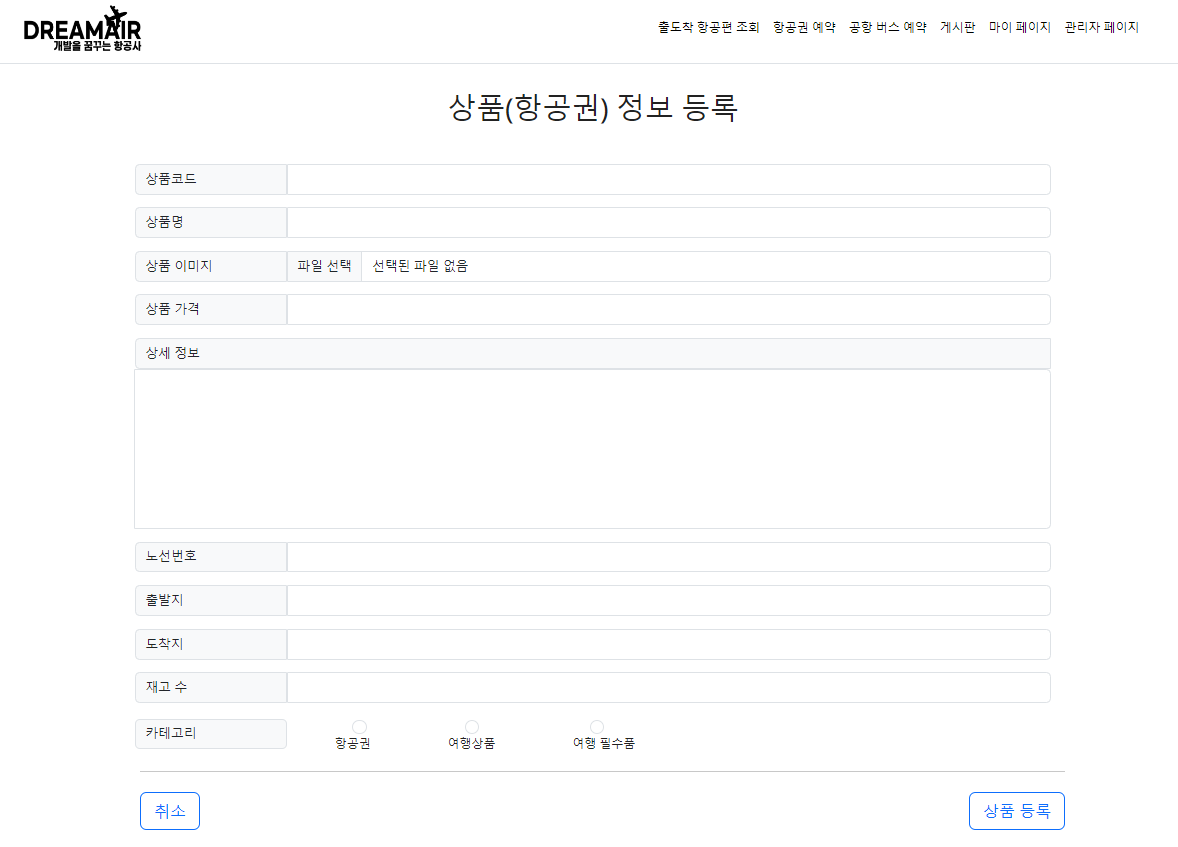 DREAMAIR
개발을 꿈꾸는 항공사
출도착 항공편 조회 항공권 예약 공항 버스 예약 게시판 마이 페이지 관리자 페이지
상품(항공권) 정보 등록
상품코드
상품명
상품 이미지 파일 선택 선택된 파일 없음
상품 가격
상세 정보
노선번호
출발지
도착지
재고 수
카테고리 항공권 여행상품 여행 필수품
취소 상품 등록